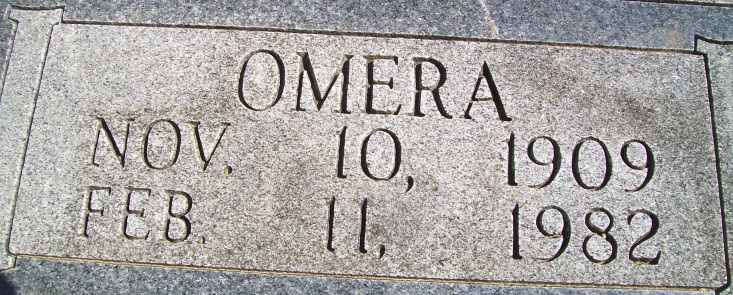 OMERA
NOV. 10, 1909
FEB. 11, 1982